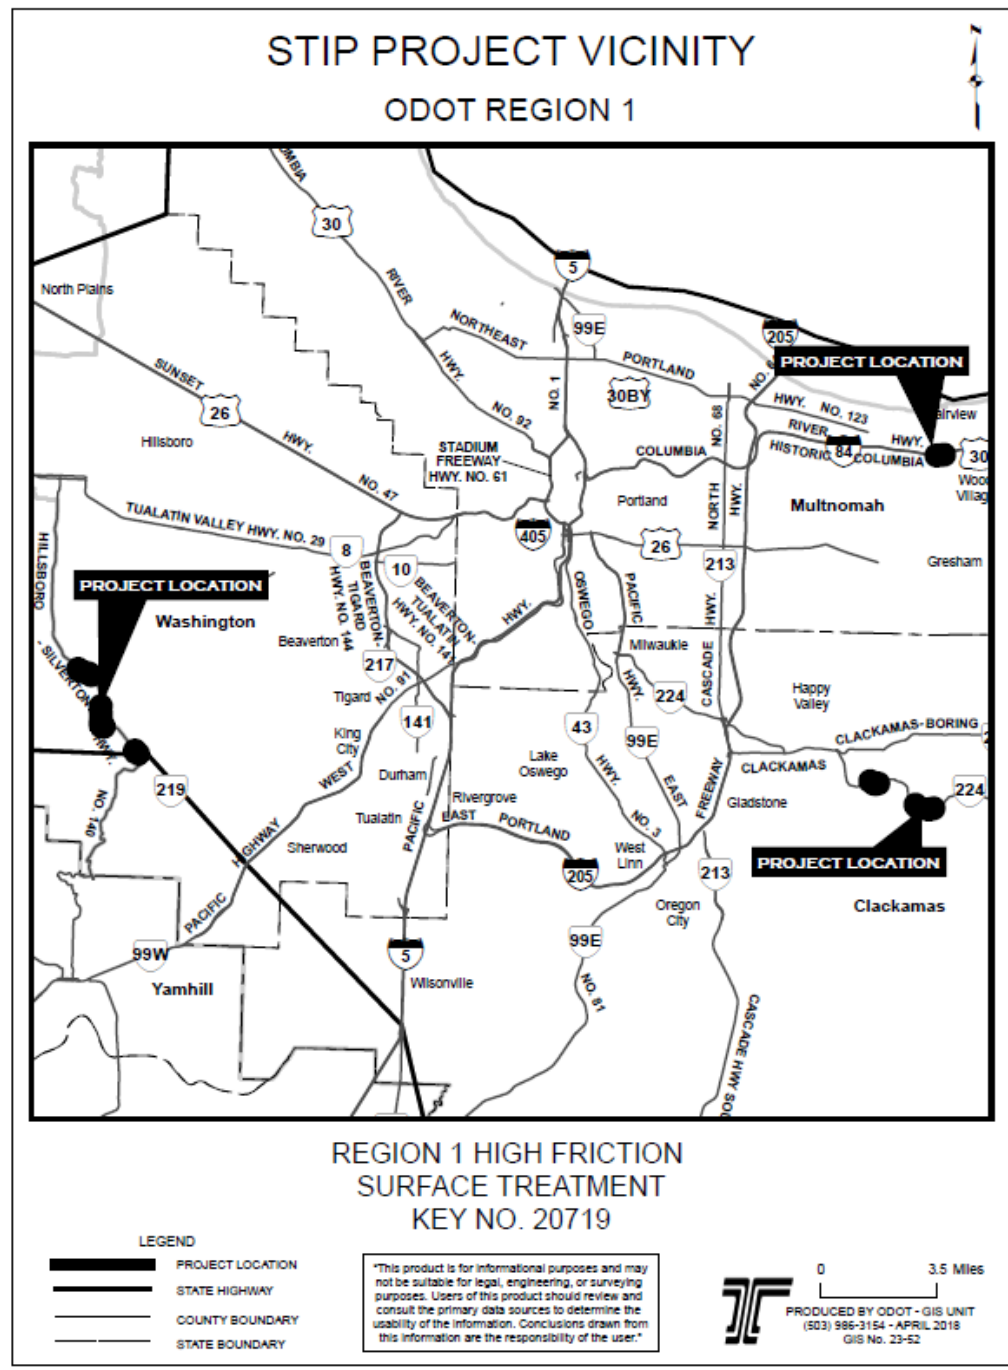 STIP PROJECT VICINITY
ODOT REGION 1
N
UMBIA
30
RIVER
HWY.
NO. 92
North Plains
5
99E
NORTHEAST
PORTLAND
HWY. NO. 123
30BY
NO. 1
205
PROJECT LOCATION
Fairview
SUNSET
26
HWY.
NO. 47
Hillsboro
STADIUM
FREEWAY
HWY. NO. 61
COLUMBIA
RIVER
HWY.
HISTORIC
84
COLUMBIA
30
Wood
Village
NO. 68
NORTH
HWY.
Portland
Multnomah
TUALATIN VALLEY HWY. NO. 29
8
10
405
26
213
Gresham
HILLSBORO
- SILVERTON
HWY.
PROJECT LOCATION
Washington
BEAVERTON-
TIGARD
HWY. NO. 144
BEAVERTON-
TUALATIN
HWY. NO. 141
HWY.
OSWEGO
PACIFIC
HWY.
CASCADE
HWY.
Beaverton
217
NO. 91
Milwaukie
Tigard
224
Happy
Valley
King
City
141
43
99E
CLACKAMAS-BORING
WEST
Lake
Oswego
HWY.
EAST
FREEWAY
CLACKAMAS
219
Durham
Rivergrove
Gladstone
224
NO. 140
Tualatin
PACIFIC
EAST
PORTLAND
NO. 3
HIGHWAY
Sherwood
West
Linn
205
213
PROJECT LOCATION
Oregon
City
Clackamas
PACIFIC
99W
5
99E
NO. 81
Yamhill
Wilsonville
CASCADE HWY SOU
REGION 1 HIGH FRICTION
SURFACE TREATMENT
KEY NO. 20719
LEGEND
PROJECT LOCATION
STATE HIGHWAY
COUNTY BOUNDARY
STATE BOUNDARY
"This product is for informational purposes and may
not be suitable for legal, engineering, or surveying
purposes. Users of this product should review and
consult the primary data sources to determine the
usability of the information. Conclusions drawn from
this information are the responsibility of the user."
0 3.5 Miles
PRODUCED BY ODOT - GIS UNIT
(503) 986-3154 - APRIL 2018
GIS No. 23-52